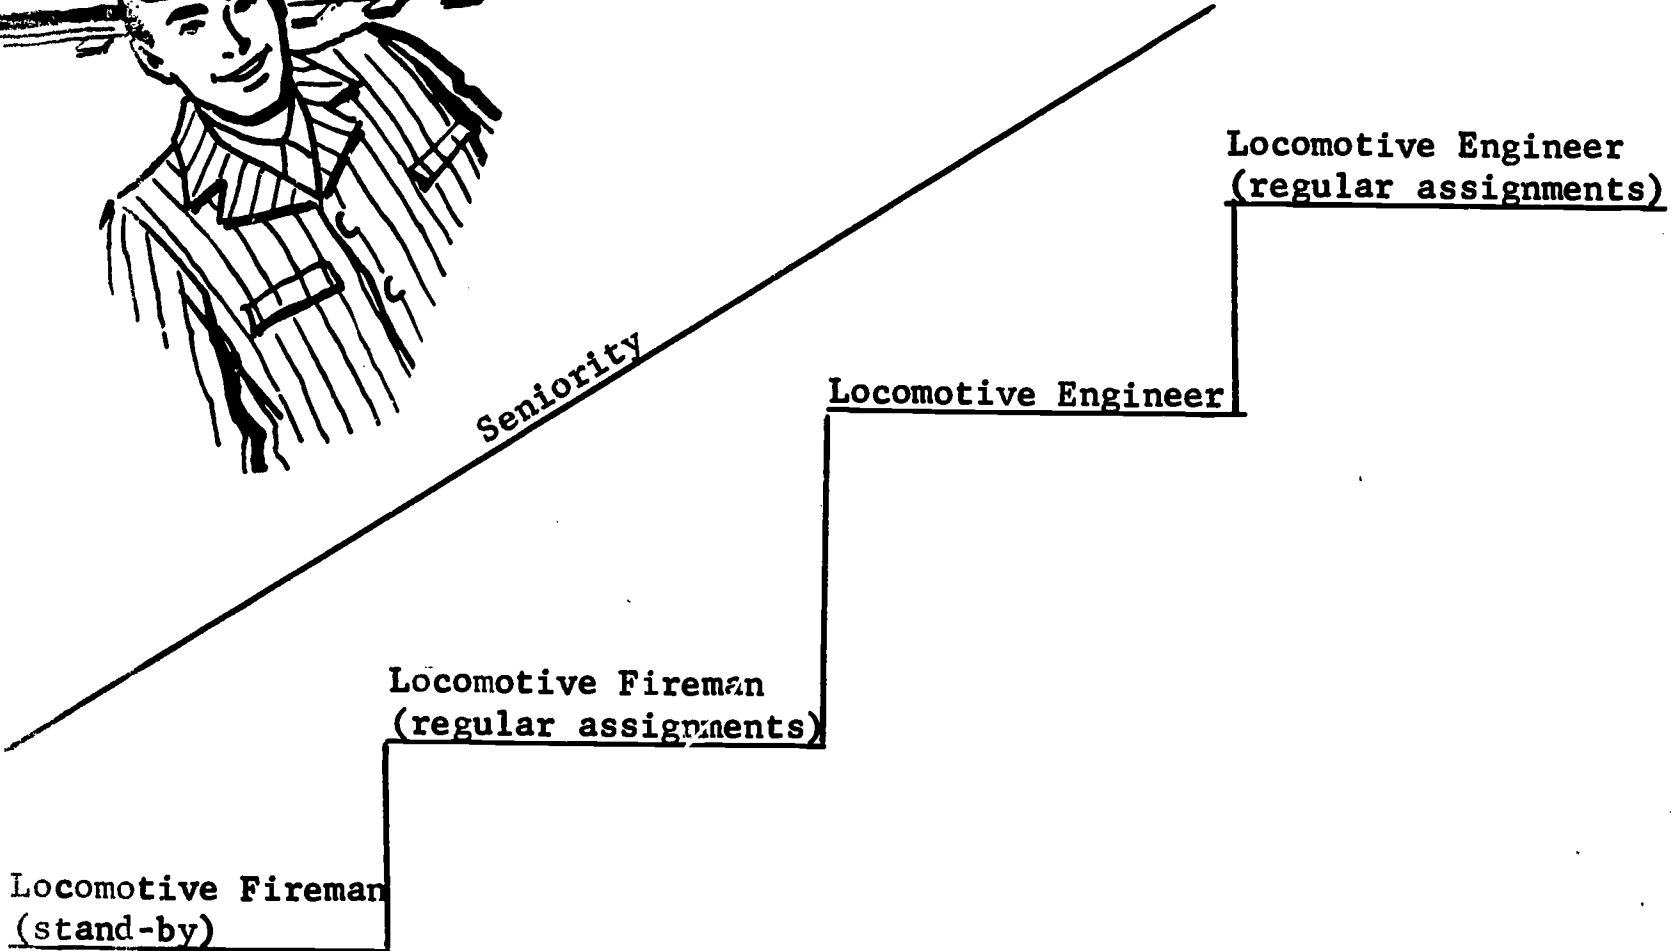 Locomotive Engineer
(regular assignments)
Seniority
Locomotive Engineer
Locomotive Fireman
(regular assignments)
Locomotive Fireman
(stand-by)